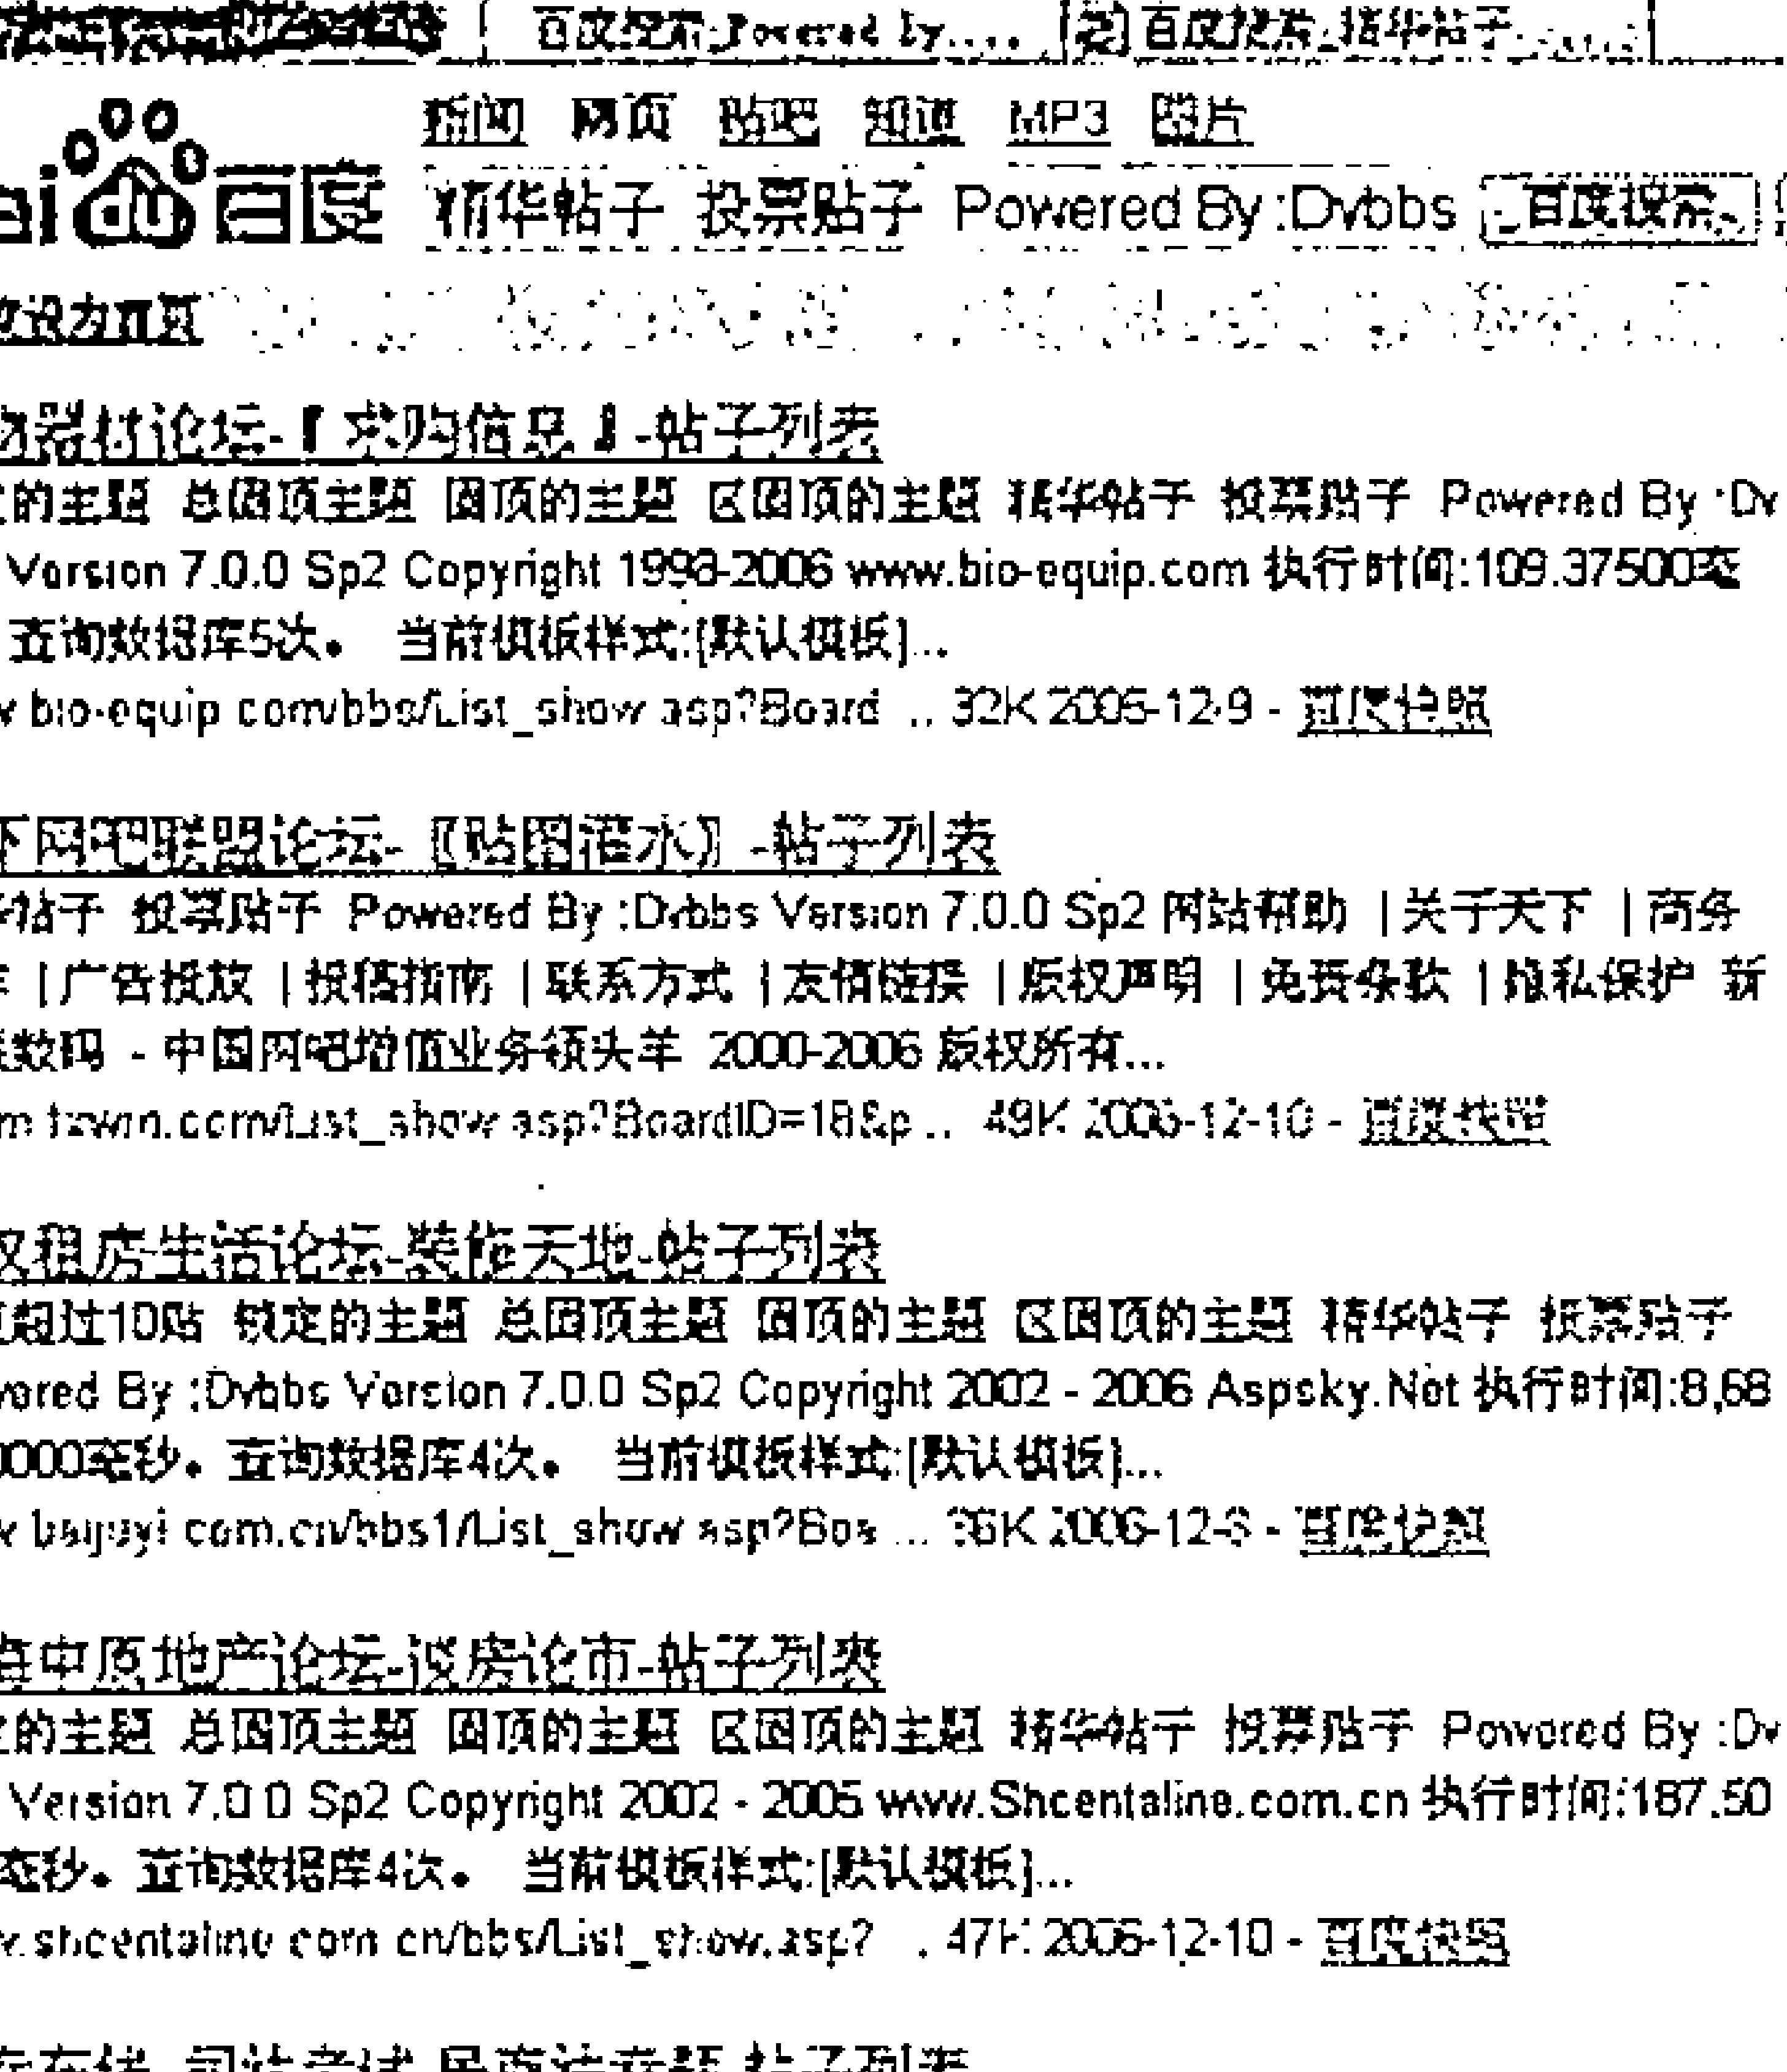 百度搜索_Powered by....  百度搜索_精华帖子 ......
新闻 网页 贴吧 知道 MP3 图片
百度 精华帖子 投票贴子 Powered By :Dvbbs 百度搜索
设为首页
器材论坛-『求购信息』-帖子列表
的主题 总固顶主题 固顶的主题 区固顶的主题 精华帖子 投票贴子 Powered By :Dv
Version 7.0.0 Sp2 Copyright 1998-2006 www.bio-equip.com 执行时间:109.37500毫
查询数据库5次。 当前模板样式:[默认模板]...
bio-equip.com/bbs/List_show.asp?Board ... 32K 2006-12-9 - 百度快照
下网吧联盟论坛-〖贴图灌水〗-帖子列表
帖子 投票贴子 Powered By :Dvbbs Version 7.0.0 Sp2 网站帮助 | 关于天下 | 商务
| 广告投放 | 投稿指南 | 联系方式 | 友情链接 | 版权声明 | 免责条款 | 隐私保护 新
数码 - 中国网吧增值业务领头羊 2000-2006 版权所有...
txwm.com/List_show.asp?BoardID=18&p ... 49K 2006-12-10 - 百度快照
汉租房生活论坛-装修天地-帖子列表
超过10贴 锁定的主题 总固顶主题 固顶的主题 区固顶的主题 精华帖子 投票贴子
wered By :Dvbbs Version 7.0.0 Sp2 Copyright 2002 - 2006 Aspsky.Net 执行时间:8,68
000毫秒。查询数据库4次。 当前模板样式:[默认模板]...
com.cn/bbs1/List_show.asp?Boa ... 36K 2006-12-8 - 百度快照
海中原地产论坛-谈房论市-帖子列表
的主题 总固顶主题 固顶的主题 区固顶的主题 精华帖子 投票贴子 Powered By :Dv
Version 7.0.0 Sp2 Copyright 2002 - 2005 www.Shcentaline.com.cn 执行时间:187.50
毫秒。查询数据库4次。 当前模板样式:[默认模板]...
shcentaline.com.cn/bbs/List_show.asp? ... 47K 2006-12-10 - 百度快照